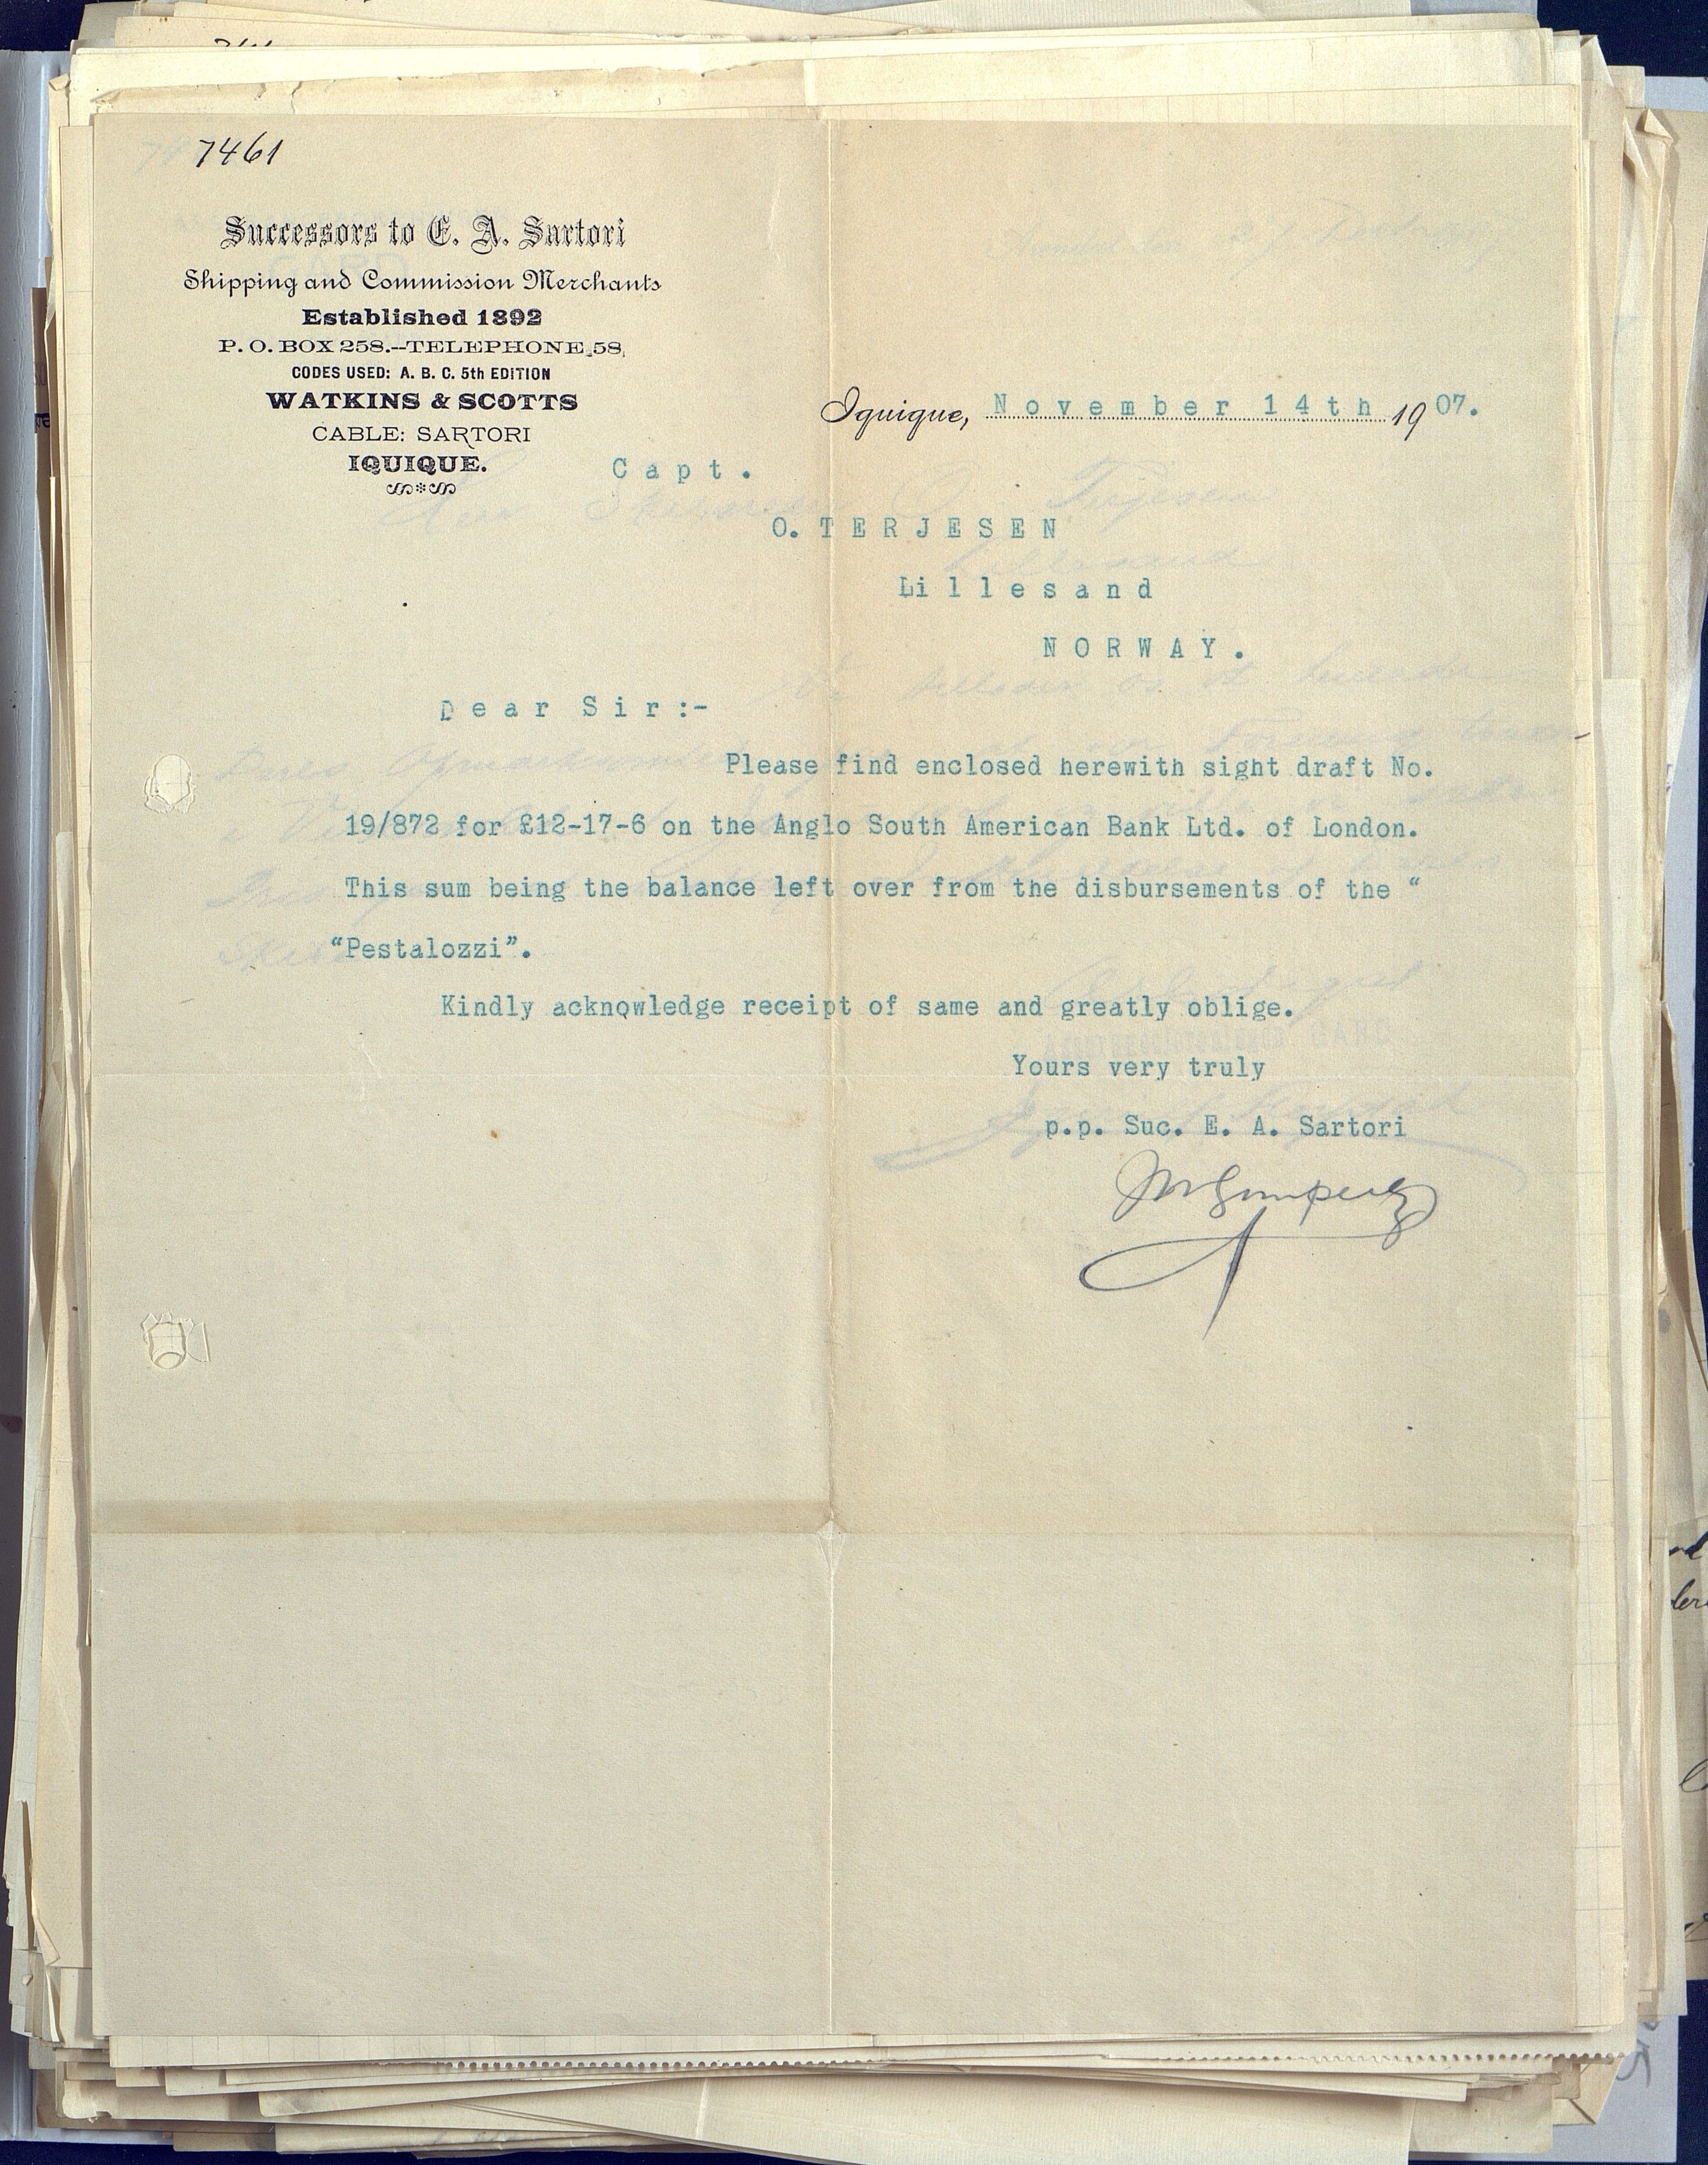 7461
Successors to E. A. Sartori
Shipping and Commission Merchants
Established 1892
P. O. BOX 258.--TELEPHONE 58
CODES USED: A. B. C. 5th EDITION
WATKINS & SCOTTS
CABLE: SARTORI
IQUIQUE.
Iquique, November 14th 1907.
Capt.
O. TERJESEN
Lillesand
NORWAY.
Dear Sir:-
Please find enclosed herewith sight draft No.
19/872 for £12-17-6 on the Anglo South American Bank Ltd. of London.
This sum being the balance left over from the disbursements of the “
“Pestalozzi”.
Kindly acknowledge receipt of same and greatly oblige.
Yours very truly
p.p. Suc. E. A. Sartori